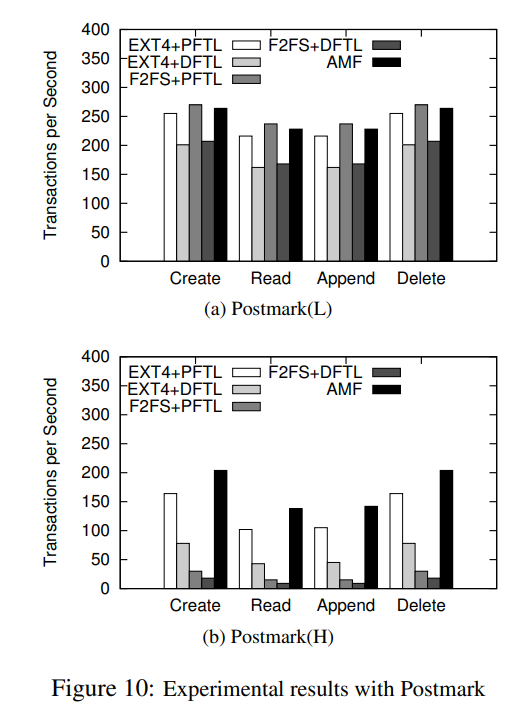 400
350
300
250
200
150
100
50
0
Transactions per Second
EXT4+PFTL
EXT4+DFTL
F2FS+PFTL
F2FS+DFTL
AMF
Create Read Append Delete
(a) Postmark(L)
400
350
300
250
200
150
100
50
0
Transactions per Second
EXT4+PFTL
EXT4+DFTL
F2FS+PFTL
F2FS+DFTL
AMF
Create Read Append Delete
(b) Postmark(H)
Figure 10: Experimental results with Postmark